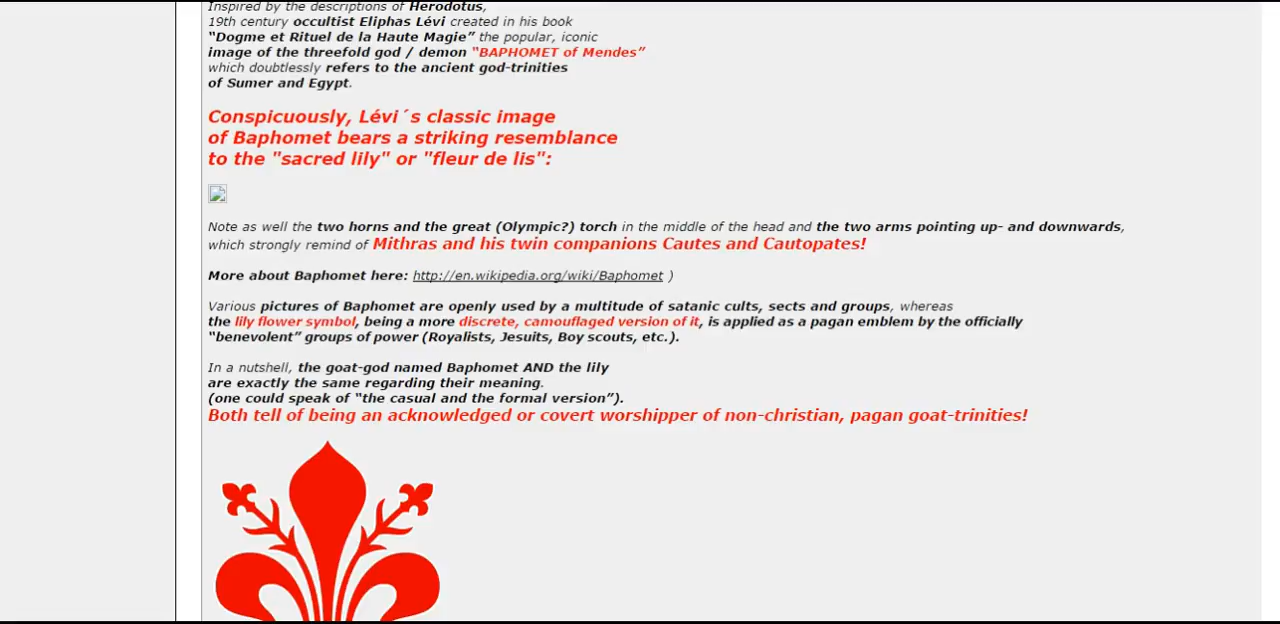 Inspired by the descriptions of Herodotus,
19th century occultist Eliphas Lévi created in his book
“Dogme et Rituel de la Haute Magie” the popular, iconic
image of the threefold god / demon “BAPHOMET of Mendes”
which doubtlessly refers to the ancient god-trinities
of Sumer and Egypt.
Conspicuously, Lévi´s classic image
of Baphomet bears a striking resemblance
to the "sacred lily" or "fleur de lis":
Note as well the two horns and the great (Olympic?) torch in the middle of the head and the two arms pointing up- and downwards,
which strongly remind of Mithras and his twin companions Cautes and Cautopates!
More about Baphomet here: http://en.wikipedia.org/wiki/Baphomet )
Various pictures of Baphomet are openly used by a multitude of satanic cults, sects and groups, whereas
the lily flower symbol, being a more discrete, camouflaged version of it, is applied as a pagan emblem by the officially
“benevolent” groups of power (Royalists, Jesuits, Boy scouts, etc.).
In a nutshell, the goat-god named Baphomet AND the lily
are exactly the same regarding their meaning.
(one could speak of “the casual and the formal version”).
Both tell of being an acknowledged or covert worshipper of non-christian, pagan goat-trinities!